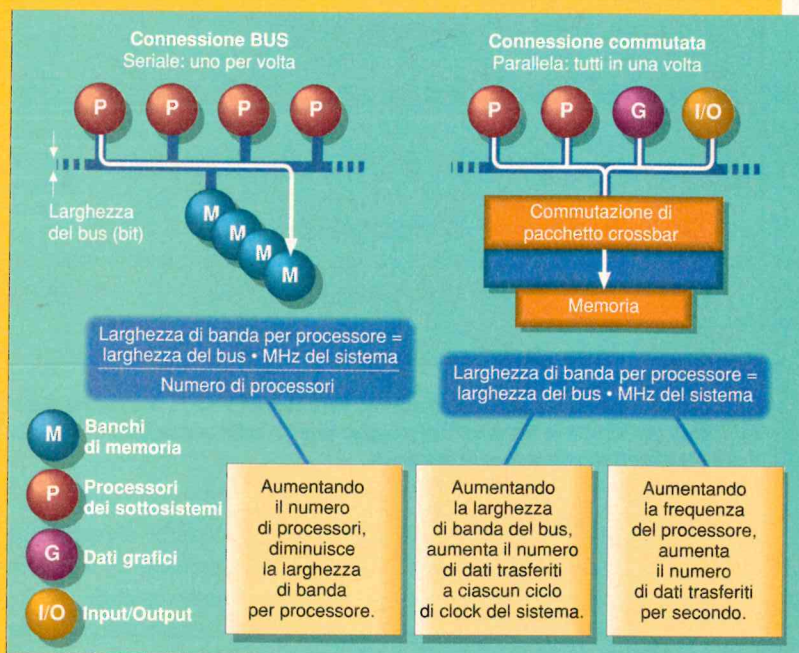 Connessione BUS
Seriale: uno per volta
P
P
P
P
Larghezza
del bus (bit)
M
M
M
M
Connessione commutata
Parallela: tutti in una volta
P
P
G
I/O
Commutazione di
pacchetto crossbar
Memoria
Larghezza di banda per processore =
larghezza del bus • MHz del sistema
Numero di processori
Larghezza di banda per processore =
larghezza del bus • MHz del sistema
M
Banchi
di memoria
P
Processori
dei sottosistemi
G
Dati grafici
I/O
Input/Output
Aumentando
il numero
di processori,
diminuisce
la larghezza
di banda
per processore.
Aumentando
la larghezza
di banda del bus,
aumenta il numero
di dati trasferiti
a ciascun ciclo
di clock del sistema.
Aumentando
la frequenza
del processore,
aumenta
il numero
di dati trasferiti
per secondo.